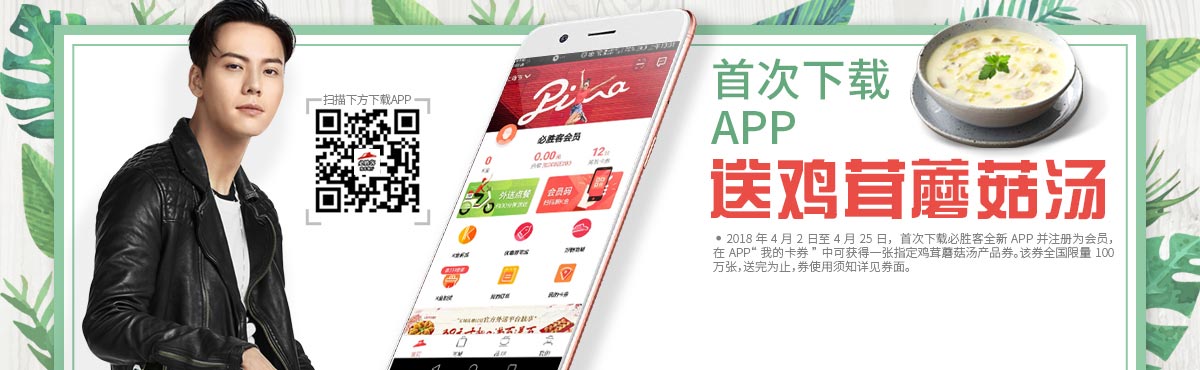 扫描下方下载APP
首次下载
APP
送鸡茸蘑菇汤
• 2018 年 4 月 2 日至 4 月 25 日，首次下载必胜客全新 APP 并注册为会员，
在 APP“ 我的卡券 ” 中可获得一张指定鸡茸蘑菇汤产品券。该券全国限量 100
万张，送完为止，券使用须知详见券面。
必胜客会员
0
0.00
12
外送点餐
会员码